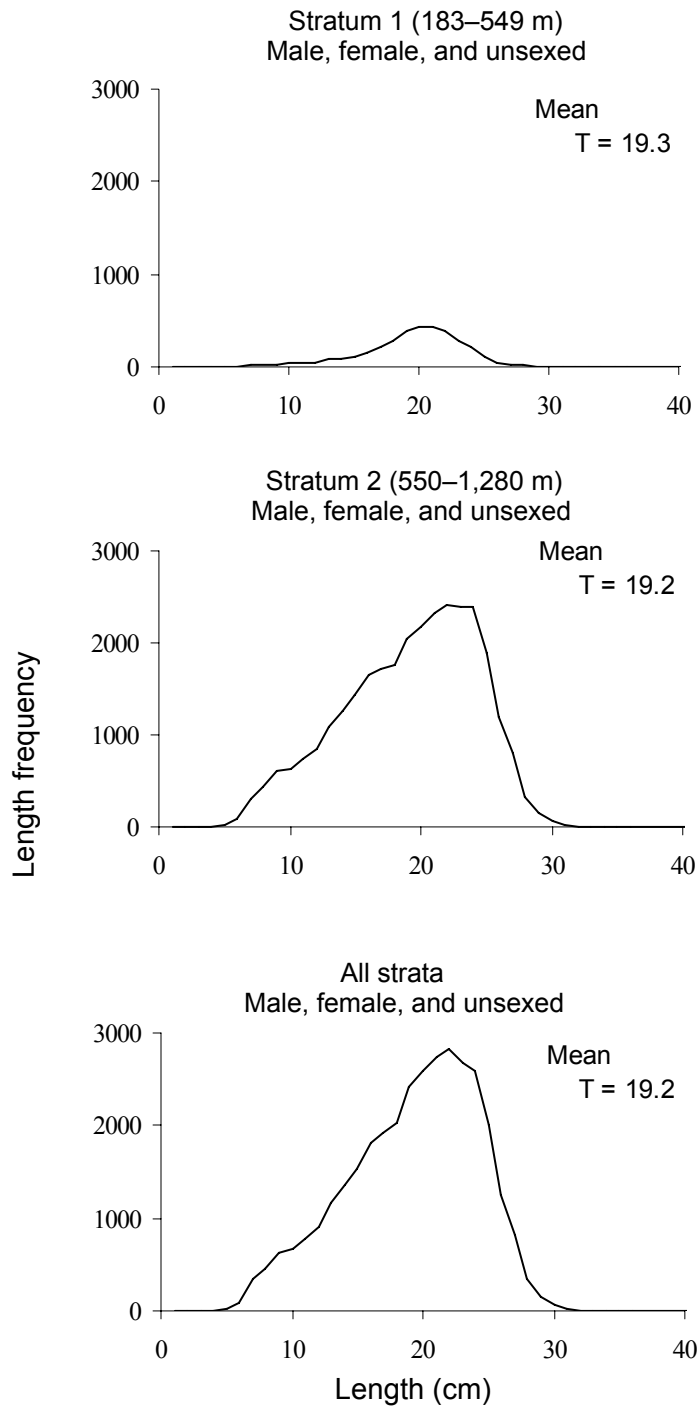 Stratum 1 (183–549 m)
Male, female, and unsexed
3000
Mean
T = 19.3
2000
1000
0
0 10 20 30 40
Stratum 2 (550–1,280 m)
Male, female, and unsexed
3000
Mean
T = 19.2
2000
1000
0
0 10 20 30 40
Length frequency
All strata
Male, female, and unsexed
3000
Mean
T = 19.2
2000
1000
0
0 10 20 30 40
Length (cm)